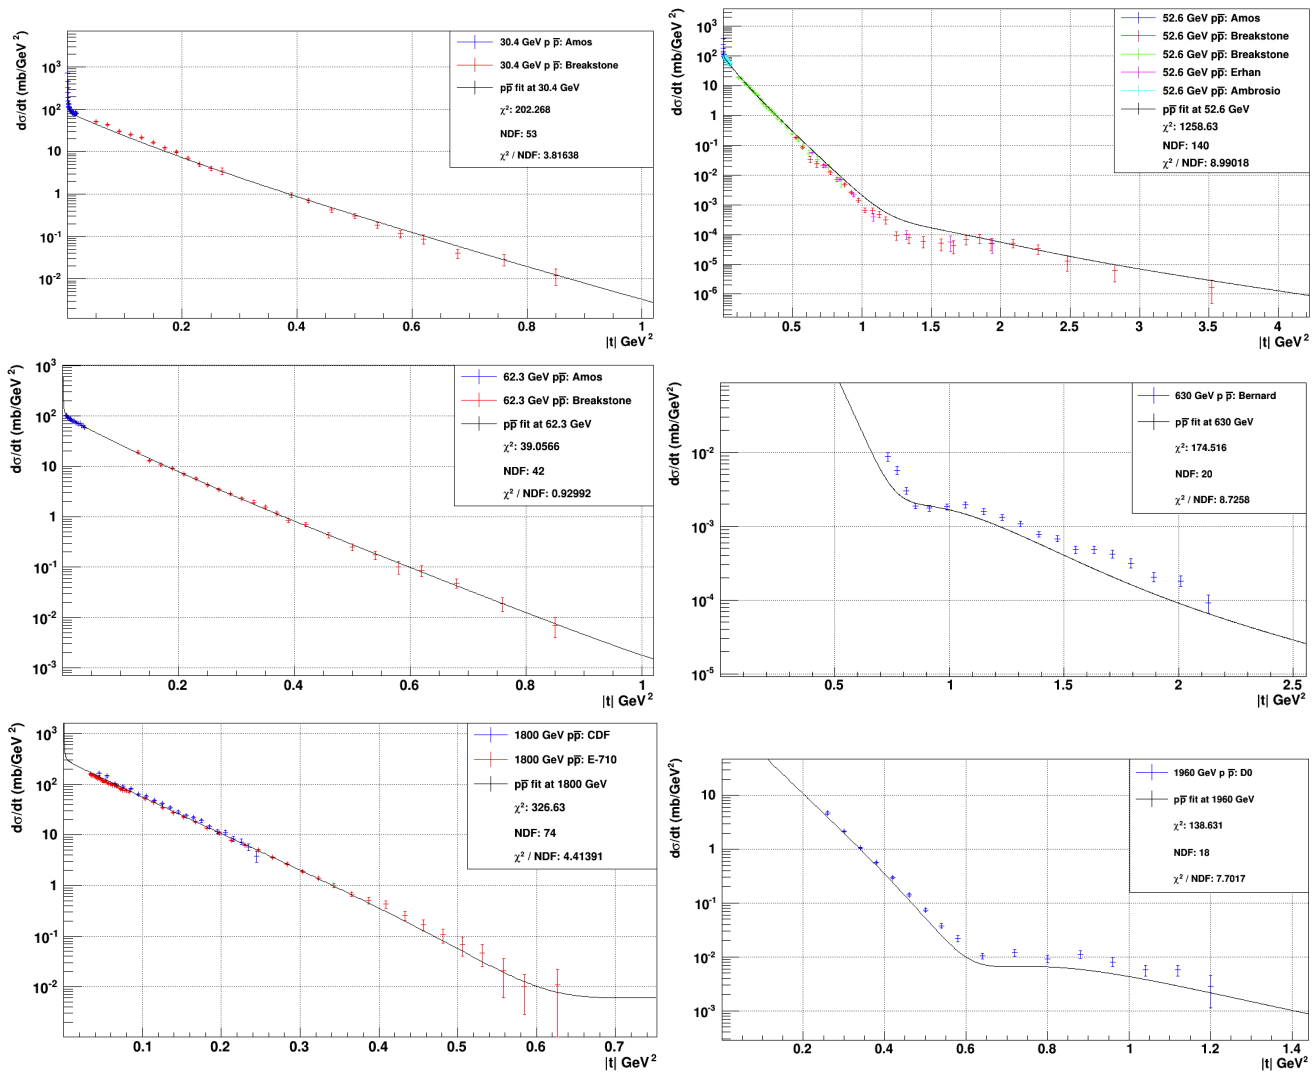 dσ/dt (mb/GeV²)
10³
10²
10
1
10⁻¹
10⁻²
30.4 GeV p p̅: Amos
30.4 GeV p p̅: Breakstone
pp̅ fit at 30.4 GeV
χ²: 202.268
NDF: 53
χ² / NDF: 3.81638
0.2 0.4 0.6 0.8 1
|t| GeV²
dσ/dt (mb/GeV²)
10³
10²
10
1
10⁻¹
10⁻²
10⁻³
10⁻⁴
10⁻⁵
10⁻⁶
52.6 GeV pp̅: Amos
52.6 GeV pp̅: Breakstone
52.6 GeV pp̅: Breakstone
52.6 GeV pp̅: Erhan
52.6 GeV pp̅: Ambrosio
pp̅ fit at 52.6 GeV
χ²: 1258.63
NDF: 140
χ² / NDF: 8.99018
0.5 1 1.5 2 2.5 3 3.5 4
|t| GeV²
dσ/dt (mb/GeV²)
10³
10²
10
1
10⁻¹
10⁻²
10⁻³
62.3 GeV pp̅: Amos
62.3 GeV pp̅: Breakstone
pp̅ fit at 62.3 GeV
χ²: 39.0566
NDF: 42
χ² / NDF: 0.92992
0.2 0.4 0.6 0.8 1
|t| GeV²
dσ/dt (mb/GeV²)
10⁻²
10⁻³
10⁻⁴
10⁻⁵
630 GeV p p̅: Bernard
pp̅ fit at 630 GeV
χ²: 174.516
NDF: 20
χ² / NDF: 8.7258
0.5 1 1.5 2 2.5
|t| GeV²
dσ/dt (mb/GeV²)
10³
10²
10
1
10⁻¹
10⁻²
1800 GeV pp̅: CDF
1800 GeV pp̅: E-710
pp̅ fit at 1800 GeV
χ²: 326.63
NDF: 74
χ² / NDF: 4.41391
0.1 0.2 0.3 0.4 0.5 0.6 0.7
|t| GeV²
dσ/dt (mb/GeV²)
10
1
10⁻¹
10⁻²
10⁻³
1960 GeV p p̅: D0
pp̅ fit at 1960 GeV
χ²: 138.631
NDF: 18
χ² / NDF: 7.7017
0.2 0.4 0.6 0.8 1 1.2 1.4
|t| GeV²